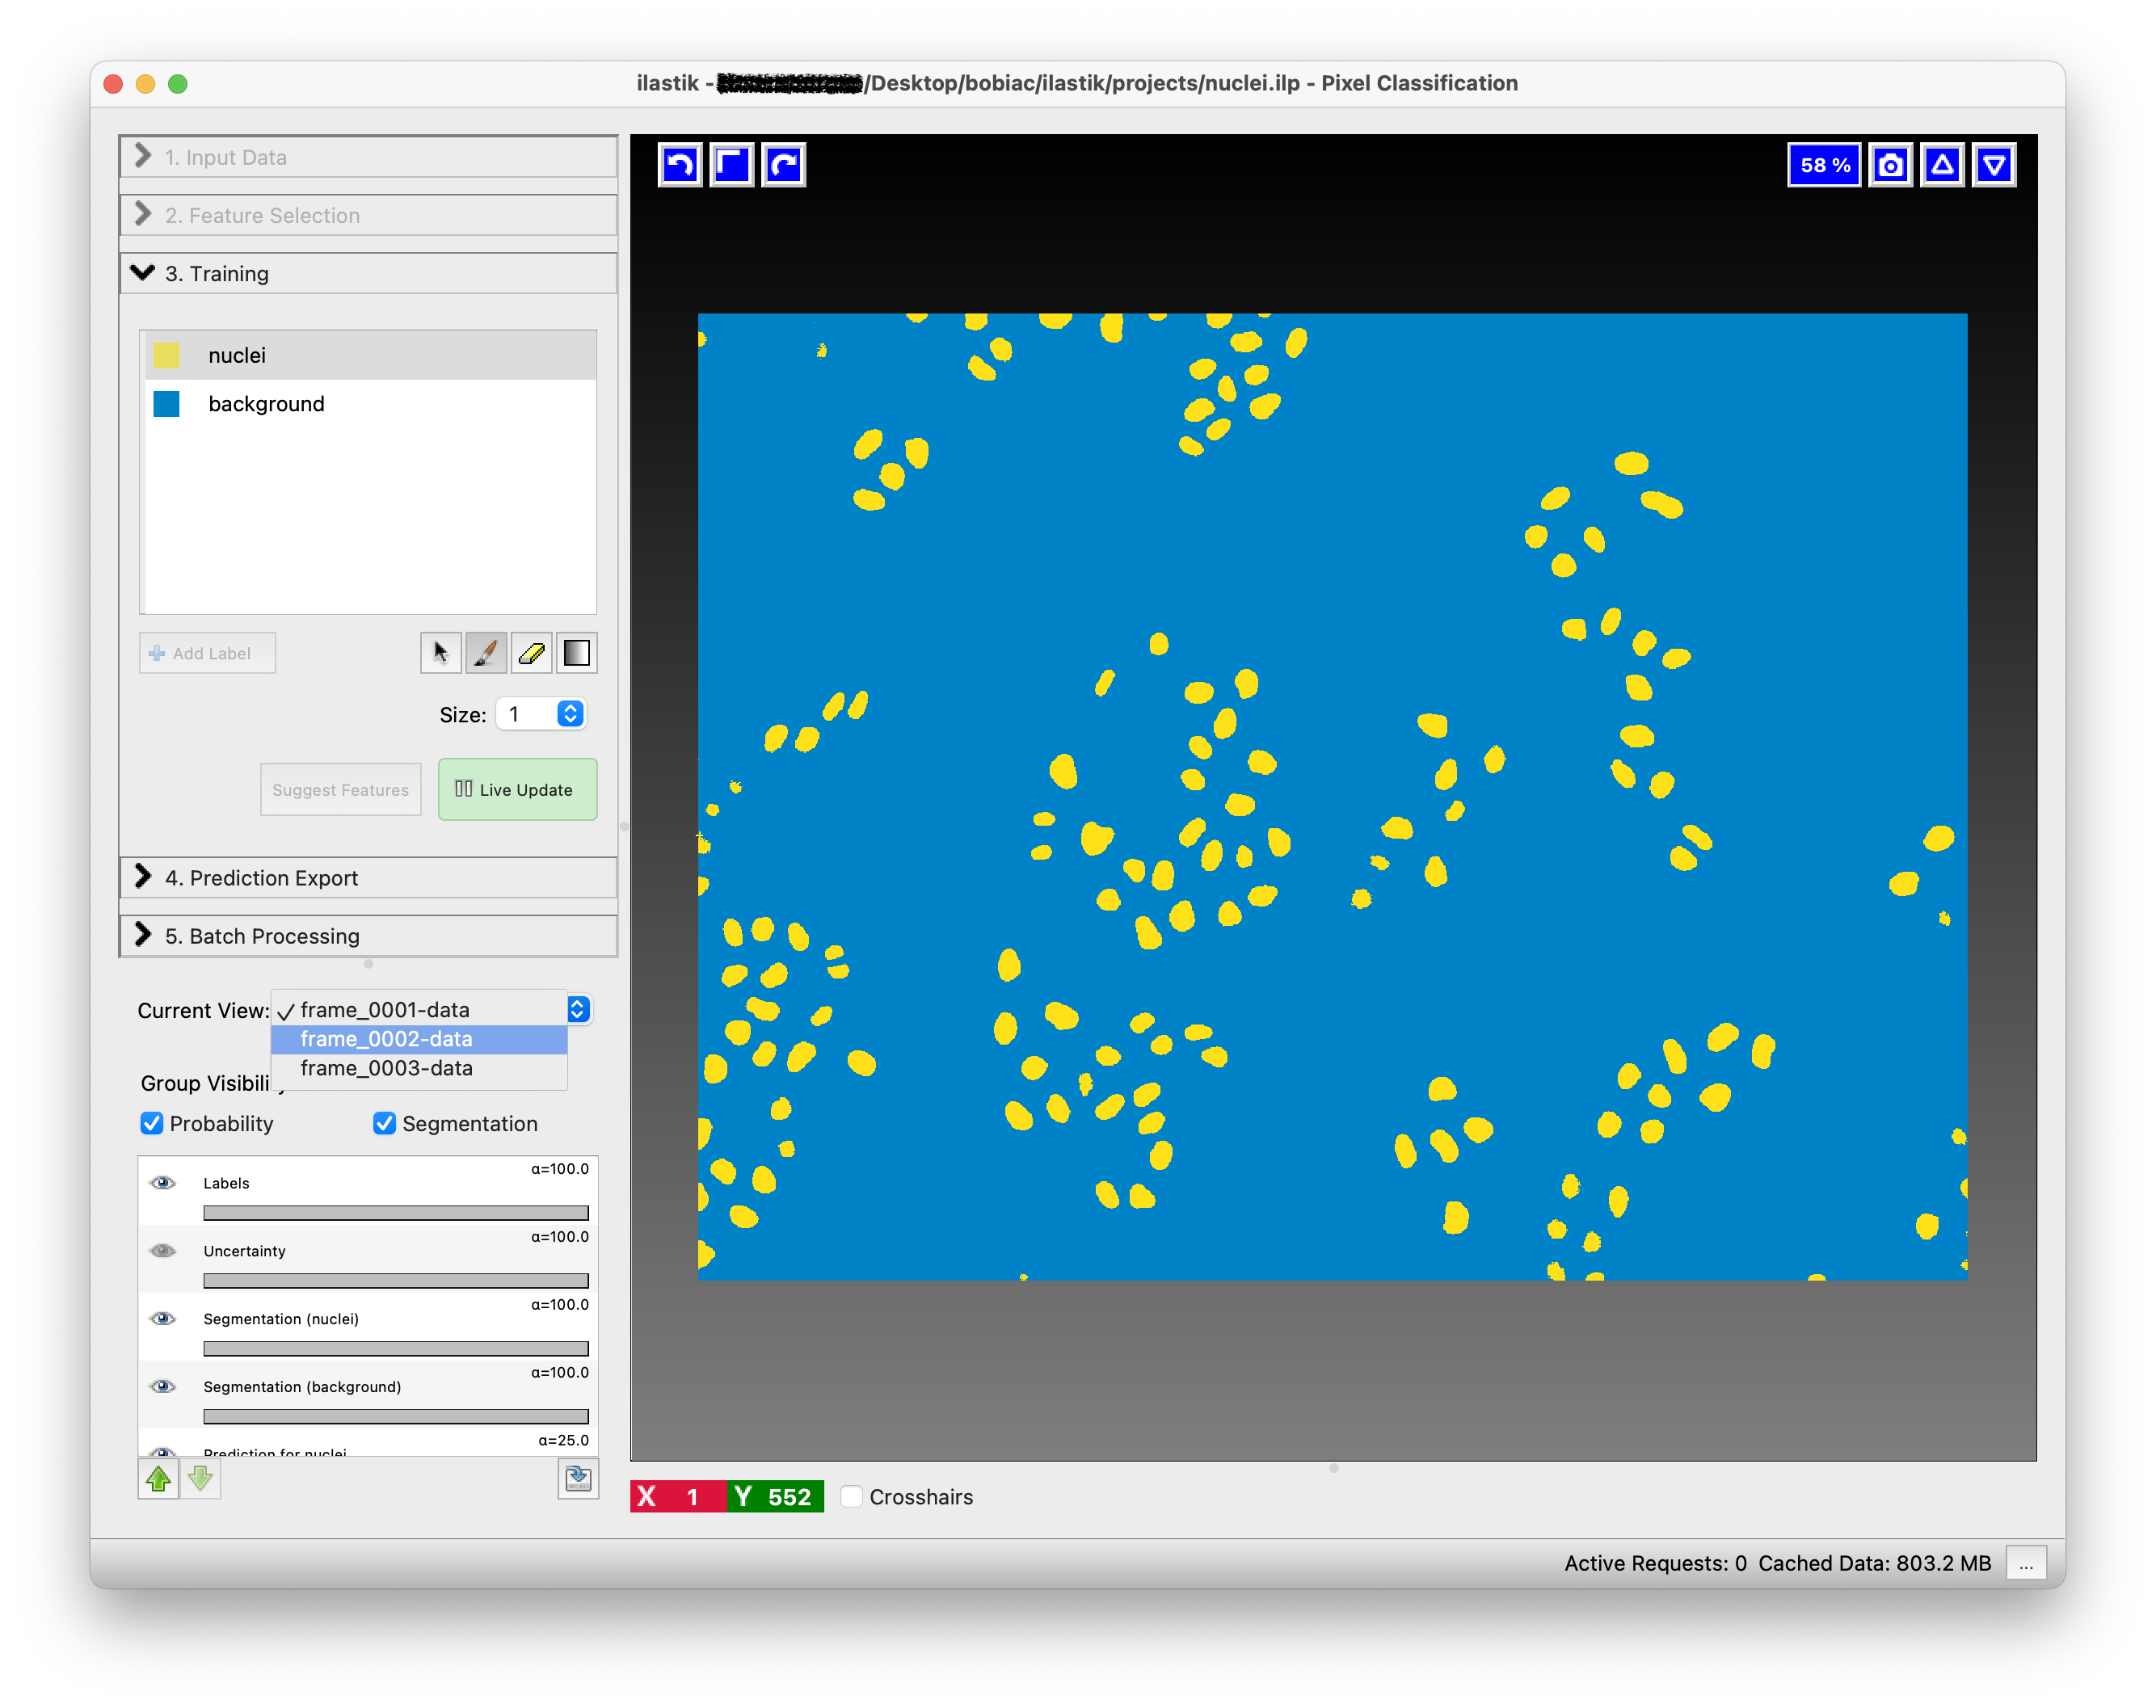 ilastik - /Desktop/bobiac/ilastik/projects/nuclei.ilp - Pixel Classification
1. Input Data
2. Feature Selection
3. Training
nuclei
background
Add Label
Size: 1
Suggest Features
Live Update
4. Prediction Export
5. Batch Processing
Current View:
frame_0001-data
frame_0002-data
frame_0003-data
Group Visibili
Probability
Segmentation
α=100.0
Labels
α=100.0
Uncertainty
α=100.0
Segmentation (nuclei)
α=100.0
Segmentation (background)
α=25.0
Prediction for nuclei
58 %
X 1 Y 552
Crosshairs
Active Requests: 0 Cached Data: 803.2 MB ...